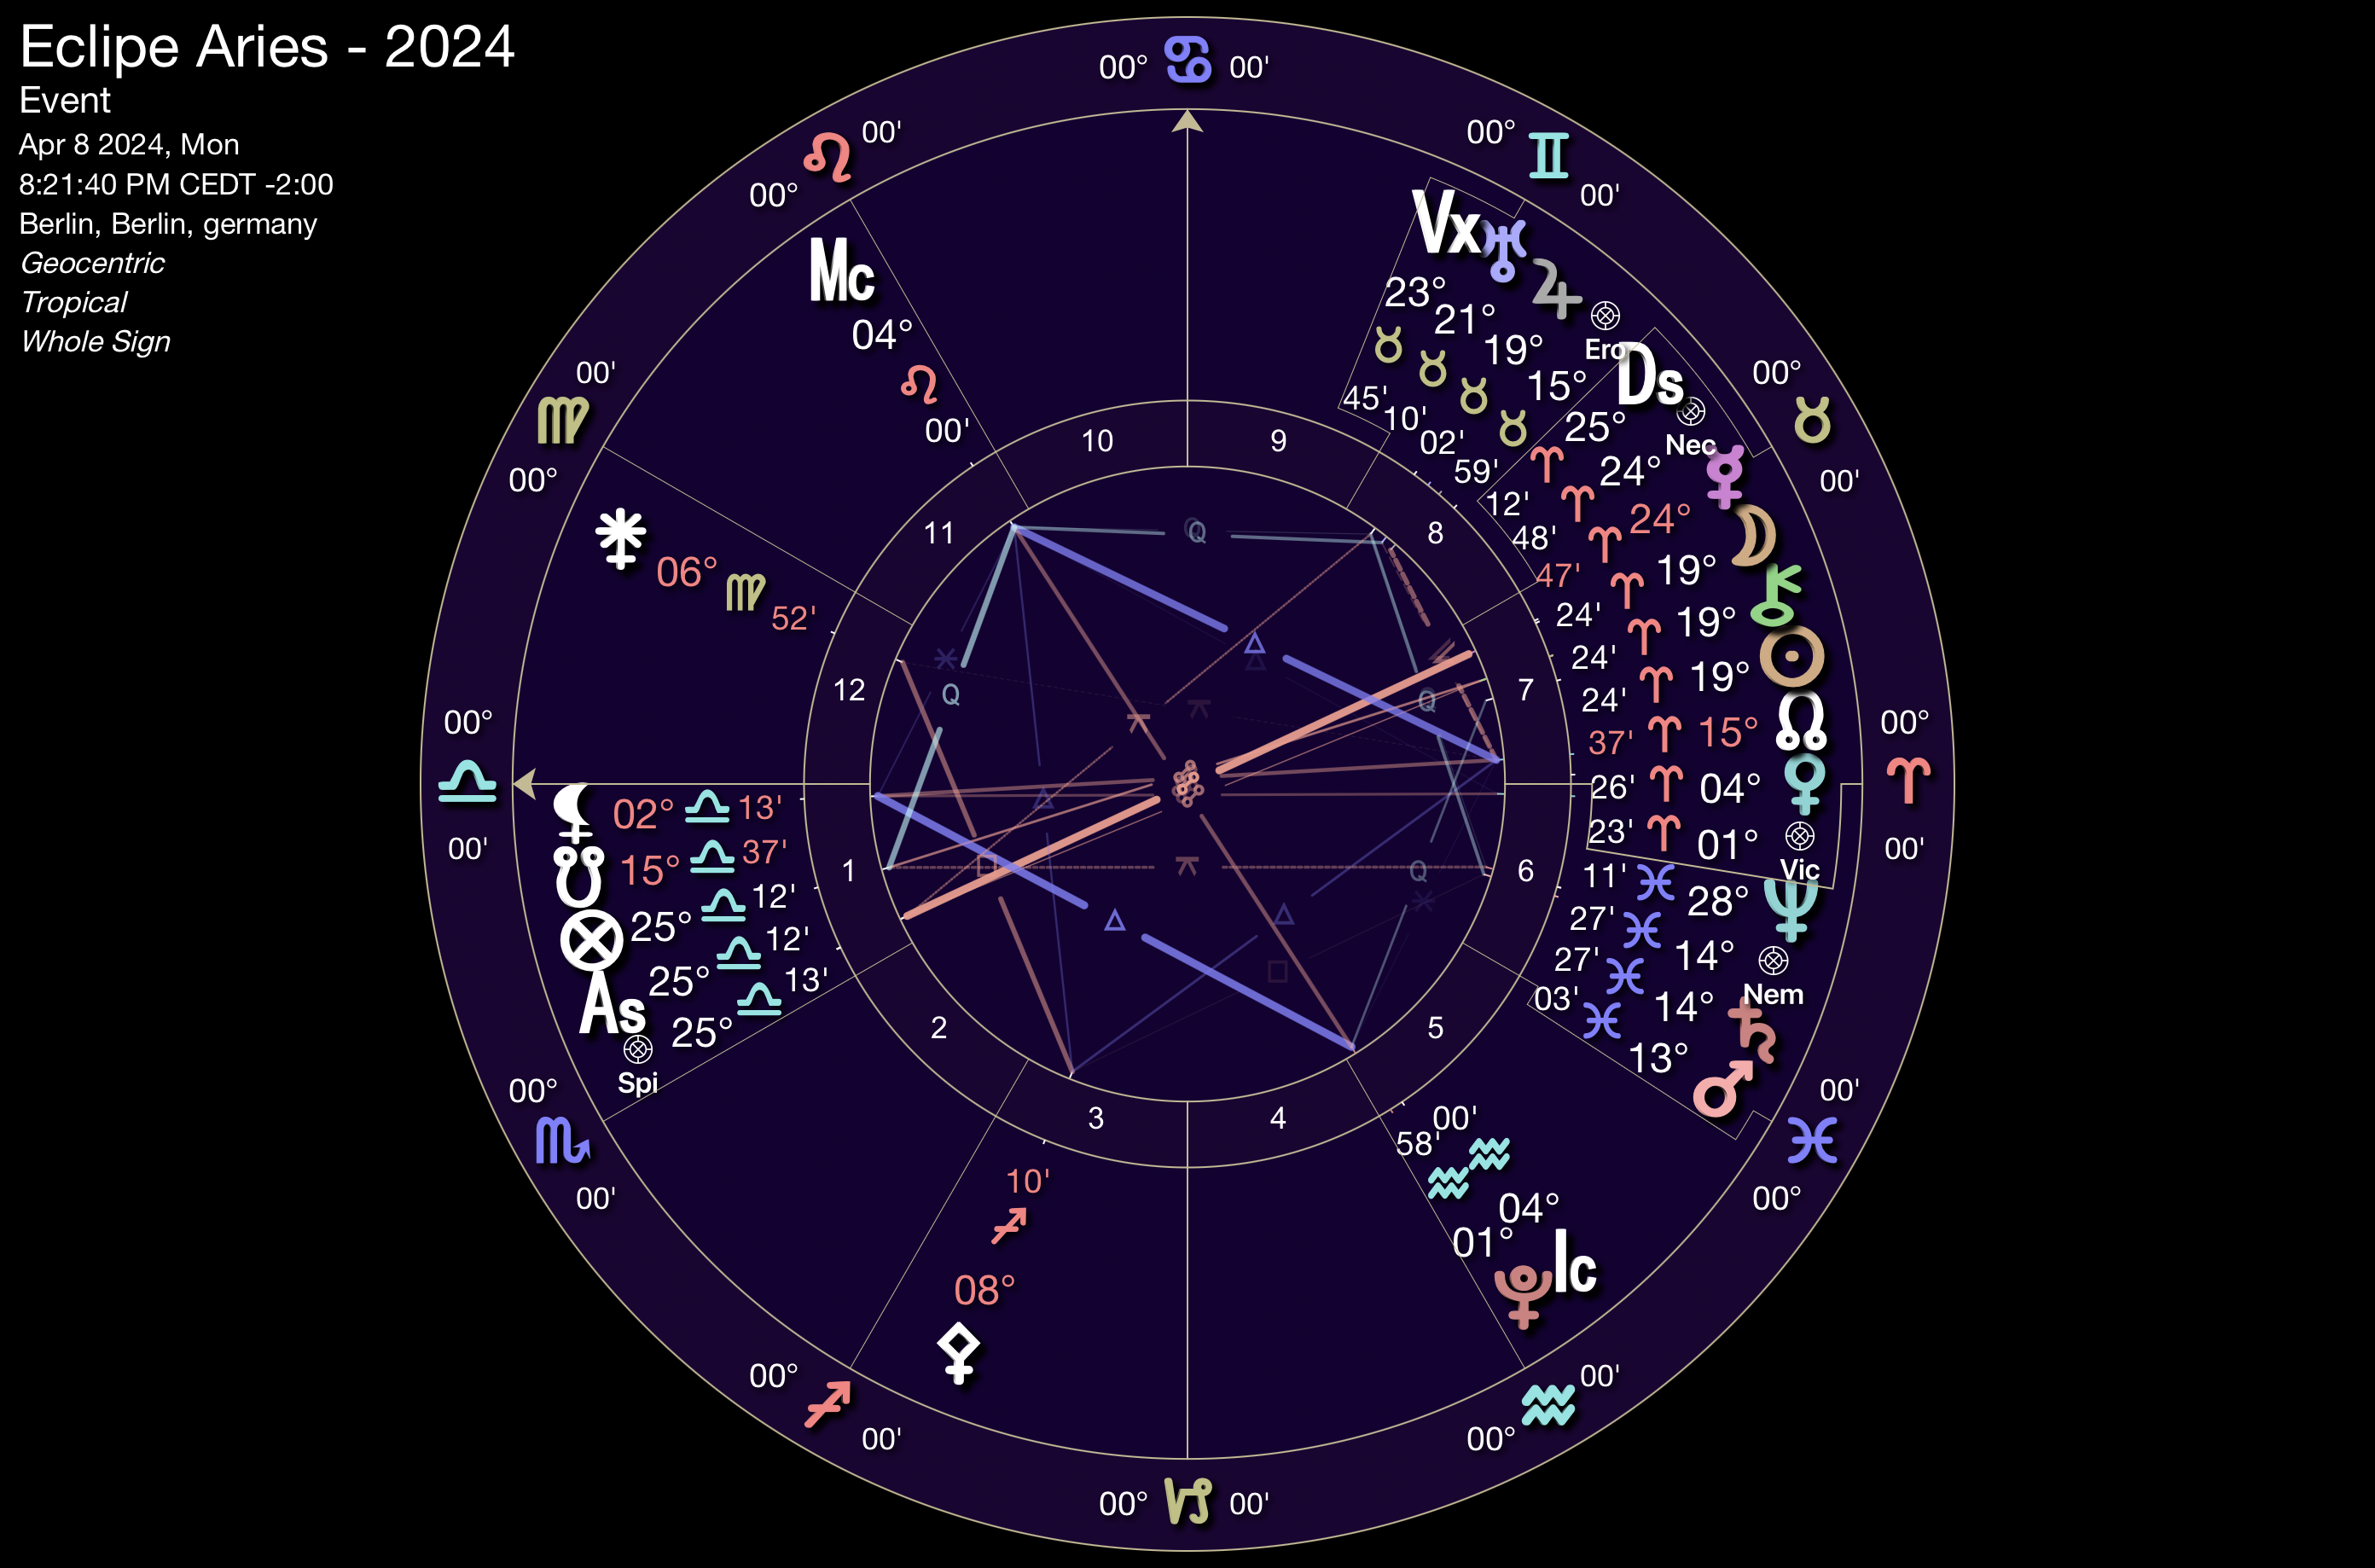 Eclipe Aries - 2024
Event
Apr 8 2024, Mon
8:21:40 PM CEDT -2:00
Berlin, Berlin, germany
Geocentric
Tropical
Whole Sign
00° ♋ 00'
00° ♌ 00'
00° ♊ 00'
00° ♍ 00'
00° ♉ 00'
00° ♎ 00'
00° ♈ 00'
00° ♏ 00'
00° ♓ 00'
00° ♐ 00'
00° ♒ 00'
00° ♑ 00'
Mc 04° ♌ 00'
Vx 23° ♉ 45'
♅ 21° ♉ 10'
♃ 19° ♉ 02'
Ero 15° ♉ 59'
Ds 25° ♈ 12'
Nec 24° ♈ 48'
☿ 24° ♈ 47'
☽ 19° ♈ 24'
⚷ 19° ♈ 24'
☉ 19° ♈ 24'
☊ 15° ♈ 37'
♀ 04° ♈ 26'
Vic 01° ♈ 23'
♆ 28° ♓ 11'
Nem 14° ♓ 27'
♄ 14° ♓ 27'
♂ 13° ♓ 03'
Ic 04° ♒ 00'
♇ 01° ♒ 58'
⚴ 08° ♐ 10'
⚵ 06° ♍ 52'
⚸ 02° ♎ 13'
☋ 15° ♎ 37'
⊗ 25° ♎ 12'
As 25° ♎ 12'
Spi 25° ♎ 13'
10
9
11
8
12
7
1
6
2
5
3
4
Q
Q
Q
Q